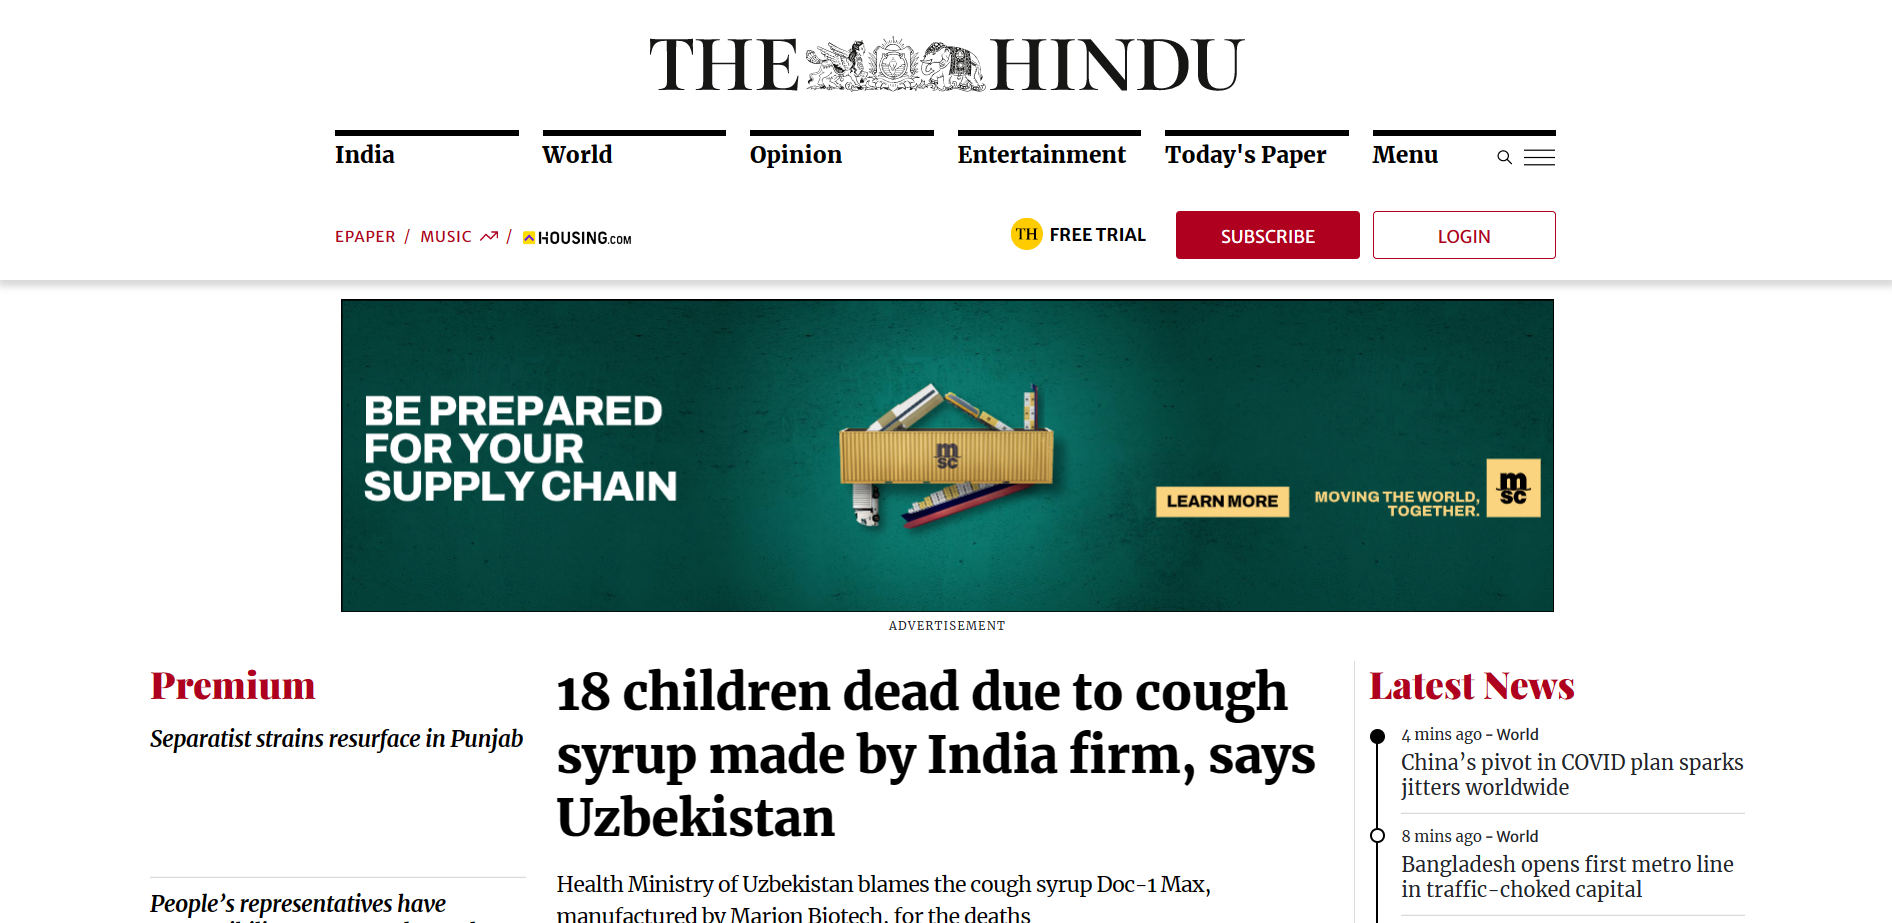 THE HINDU
India World Opinion Entertainment Today's Paper Menu
EPAPER / MUSIC / HOUSING.COM
TH FREE TRIAL SUBSCRIBE LOGIN
BE PREPARED
FOR YOUR
SUPPLY CHAIN
msc
LEARN MORE
MOVING THE WORLD,
TOGETHER.
msc
ADVERTISEMENT
Premium
Separatist strains resurface in Punjab
People’s representatives have
18 children dead due to cough
syrup made by India firm, says
Uzbekistan
Health Ministry of Uzbekistan blames the cough syrup Doc-1 Max,
manufactured by Marion Biotech, for the deaths
Latest News
4 mins ago - World
China’s pivot in COVID plan sparks
jitters worldwide
8 mins ago - World
Bangladesh opens first metro line
in traffic-choked capital